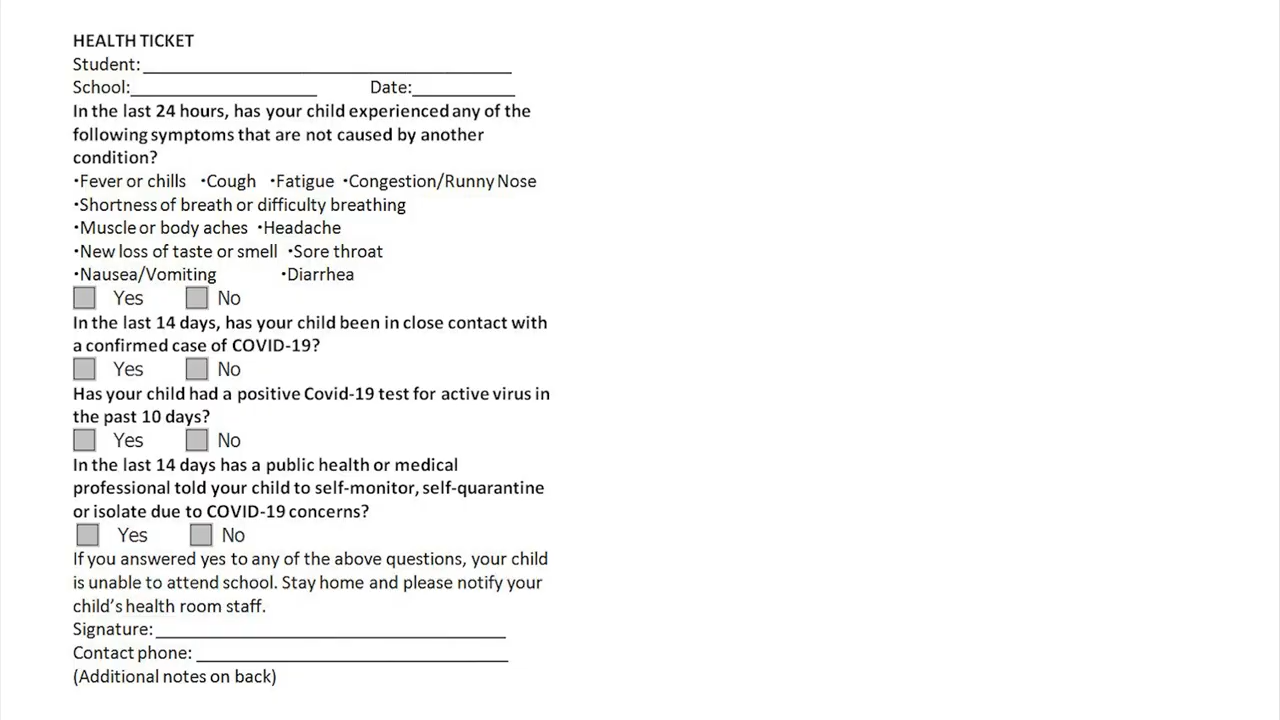 HEALTH TICKET
Student: ______________________________________
School:___________________ Date:___________
In the last 24 hours, has your child experienced any of the
following symptoms that are not caused by another
condition?
·Fever or chills ·Cough ·Fatigue ·Congestion/Runny Nose
·Shortness of breath or difficulty breathing
·Muscle or body aches ·Headache
·New loss of taste or smell ·Sore throat
·Nausea/Vomiting ·Diarrhea
Yes No
In the last 14 days, has your child been in close contact with
a confirmed case of COVID-19?
Yes No
Has your child had a positive Covid-19 test for active virus in
the past 10 days?
Yes No
In the last 14 days has a public health or medical
professional told your child to self-monitor, self-quarantine
or isolate due to COVID-19 concerns?
Yes No
If you answered yes to any of the above questions, your child
is unable to attend school. Stay home and please notify your
child’s health room staff.
Signature: ____________________________________
Contact phone: ________________________________
(Additional notes on back)